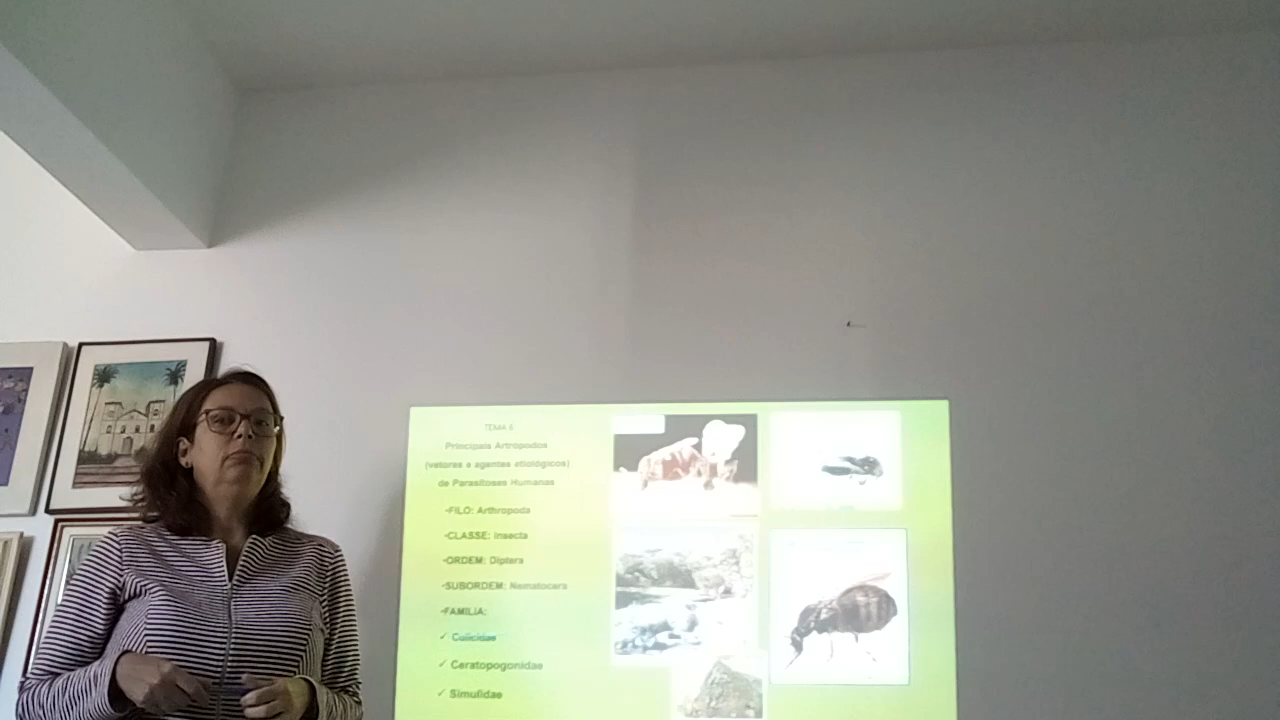 TEMA 6
Principais Artrópodos
(vetores e agentes etiológicos)
de Parasitoses Humanas
•FILO: Arthropoda
•CLASSE: Insecta
•ORDEM: Diptera
•SUBORDEM: Nematocera
•FAMILIA:
✓ Culicidae
✓ Ceratopogonidae
✓ Simulidae